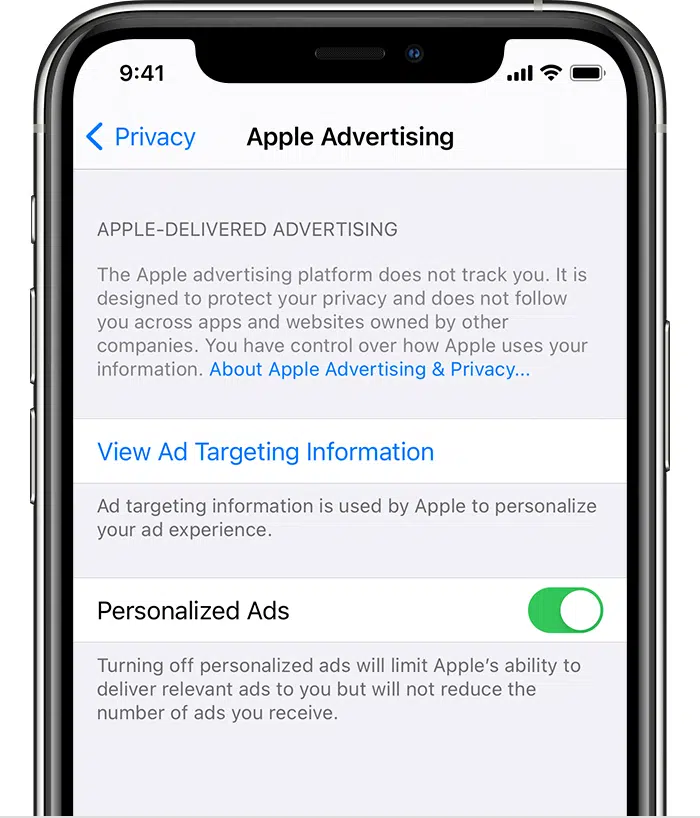 9:41
Privacy
Apple Advertising
APPLE-DELIVERED ADVERTISING
The Apple advertising platform does not track you. It is
designed to protect your privacy and does not follow
you across apps and websites owned by other
companies. You have control over how Apple uses your
information. About Apple Advertising & Privacy...
View Ad Targeting Information
Ad targeting information is used by Apple to personalize
your ad experience.
Personalized Ads
Turning off personalized ads will limit Apple’s ability to
deliver relevant ads to you but will not reduce the
number of ads you receive.